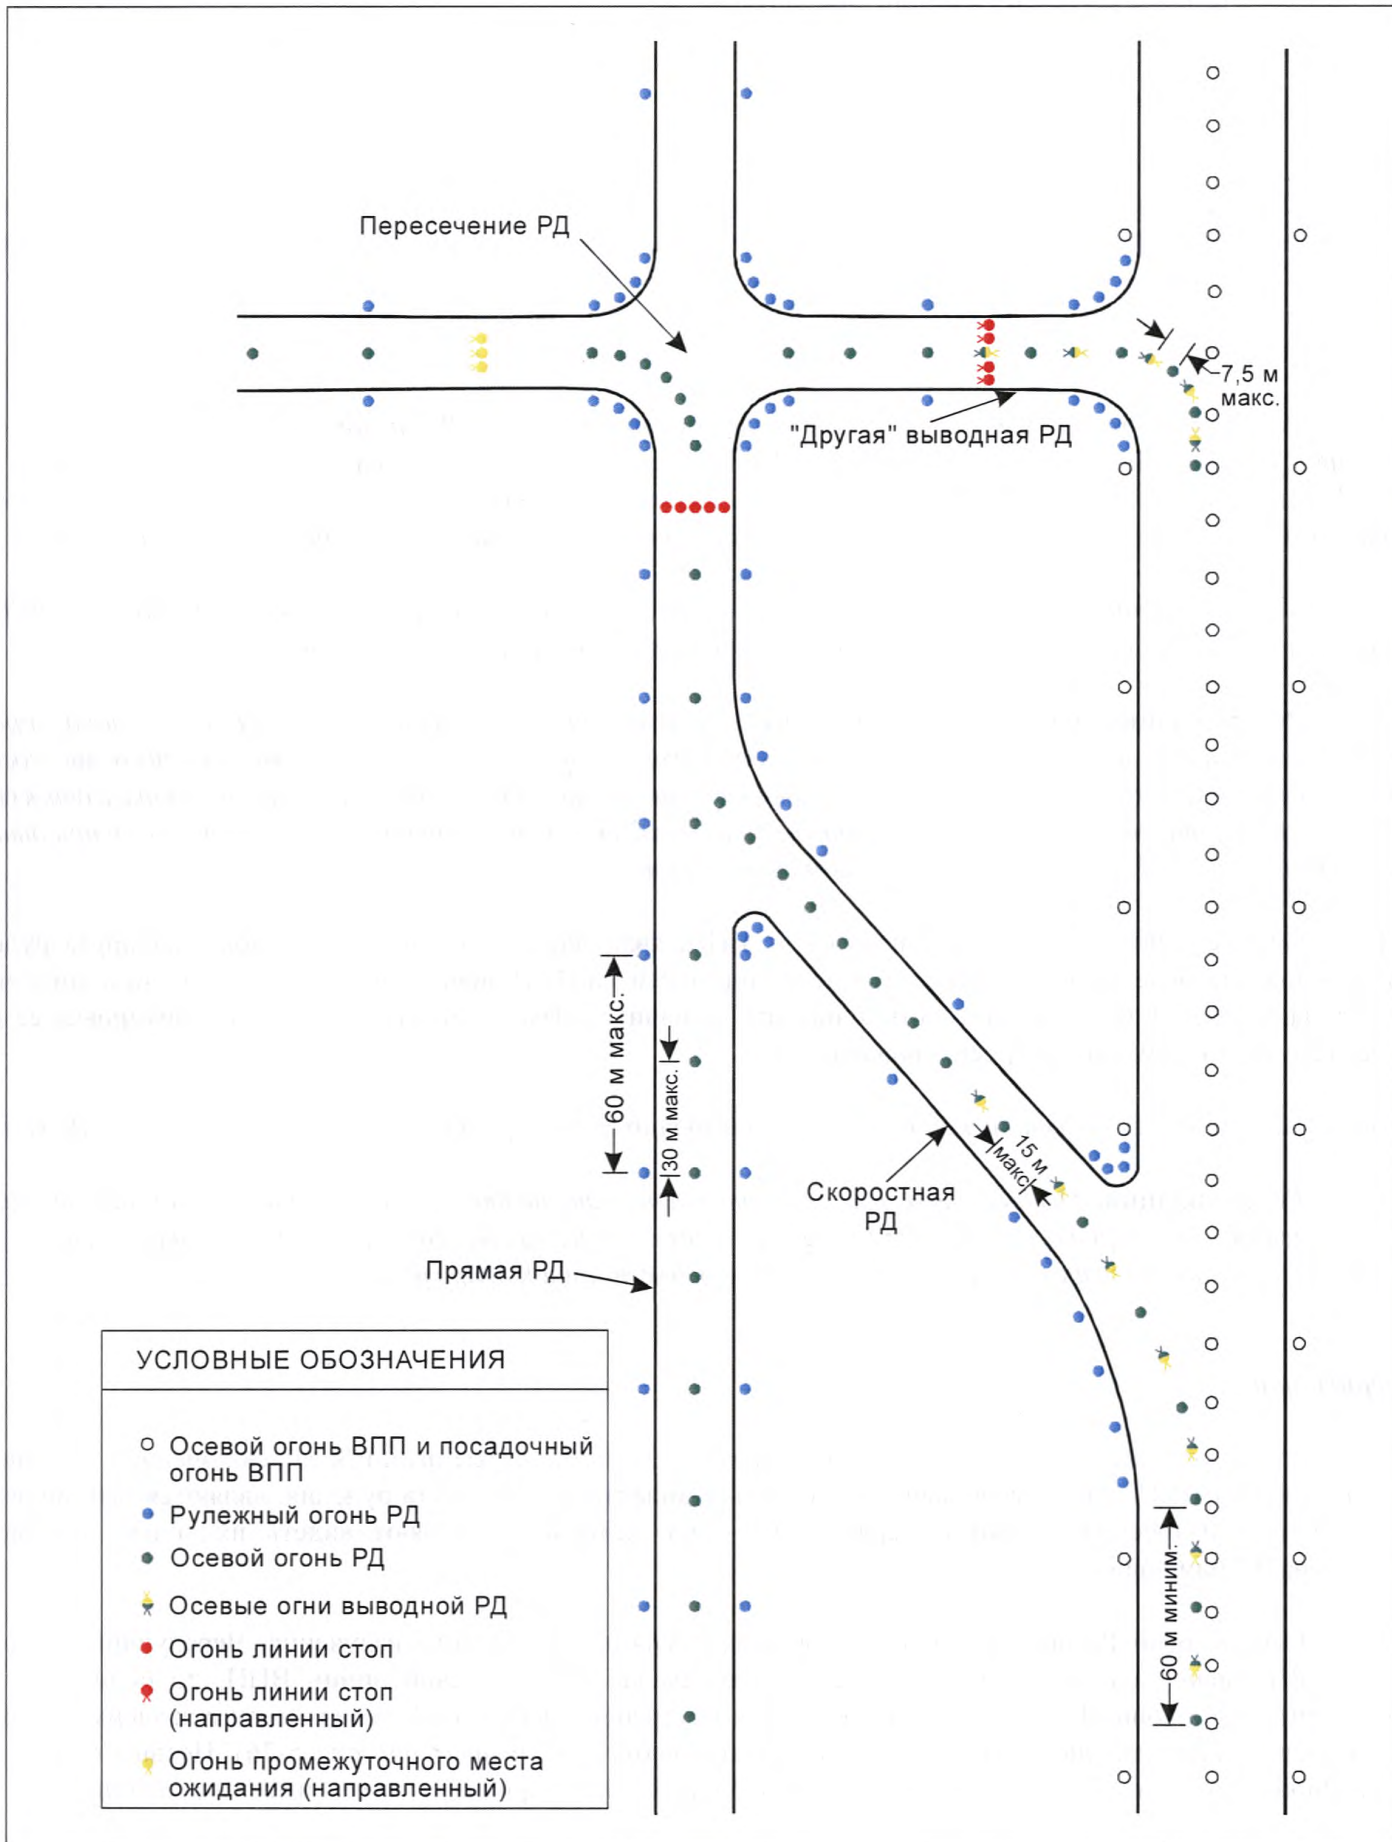 Пересечение РД
7,5 м
макс.
"Другая" выводная РД
60 м макс.
30 м макс.
15 м
макс
Скоростная
РД
Прямая РД
60 м миним.
УСЛОВНЫЕ ОБОЗНАЧЕНИЯ
Осевой огонь ВПП и посадочный
огонь ВПП
Рулежный огонь РД
Осевой огонь РД
Осевые огни выводной РД
Огонь линии стоп
Огонь линии стоп
(направленный)
Огонь промежуточного места
ожидания (направленный)